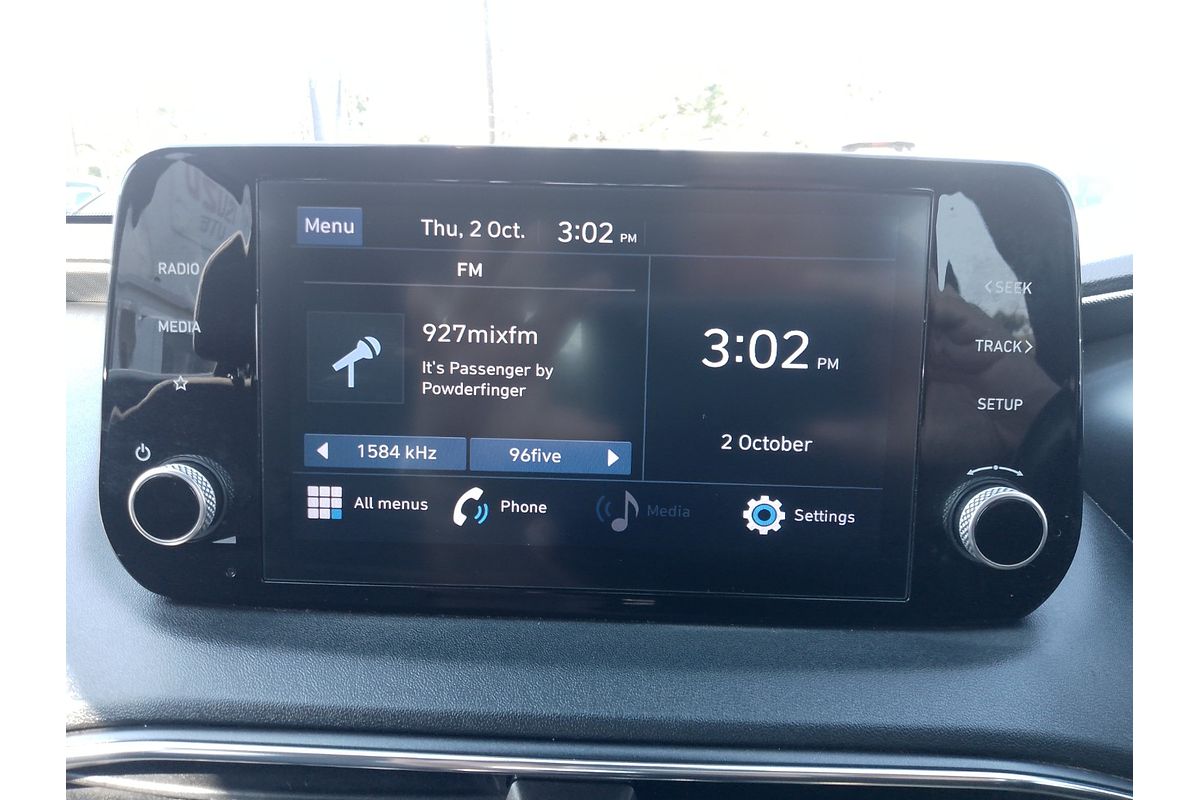 Menu
Thu, 2 Oct.
3:02 PM
FM
927mixfm
It's Passenger by
Powderfinger
1584 kHz
96five
3:02 PM
2 October
All menus
Phone
Media
Settings
RADIO
MEDIA
<SEEK
TRACK>
SETUP